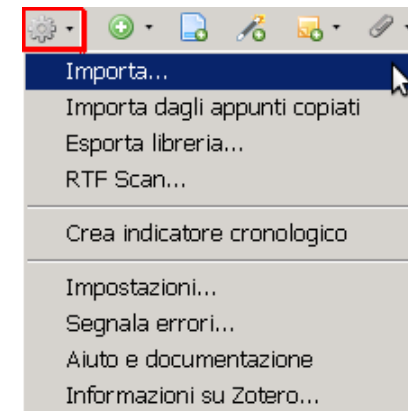 Importa...
Importa dagli appunti copiati
Esporta libreria...
RTF Scan...
Crea indicatore cronologico
Impostazioni...
Segnala errori...
Aiuto e documentazione
Informazioni su Zotero...